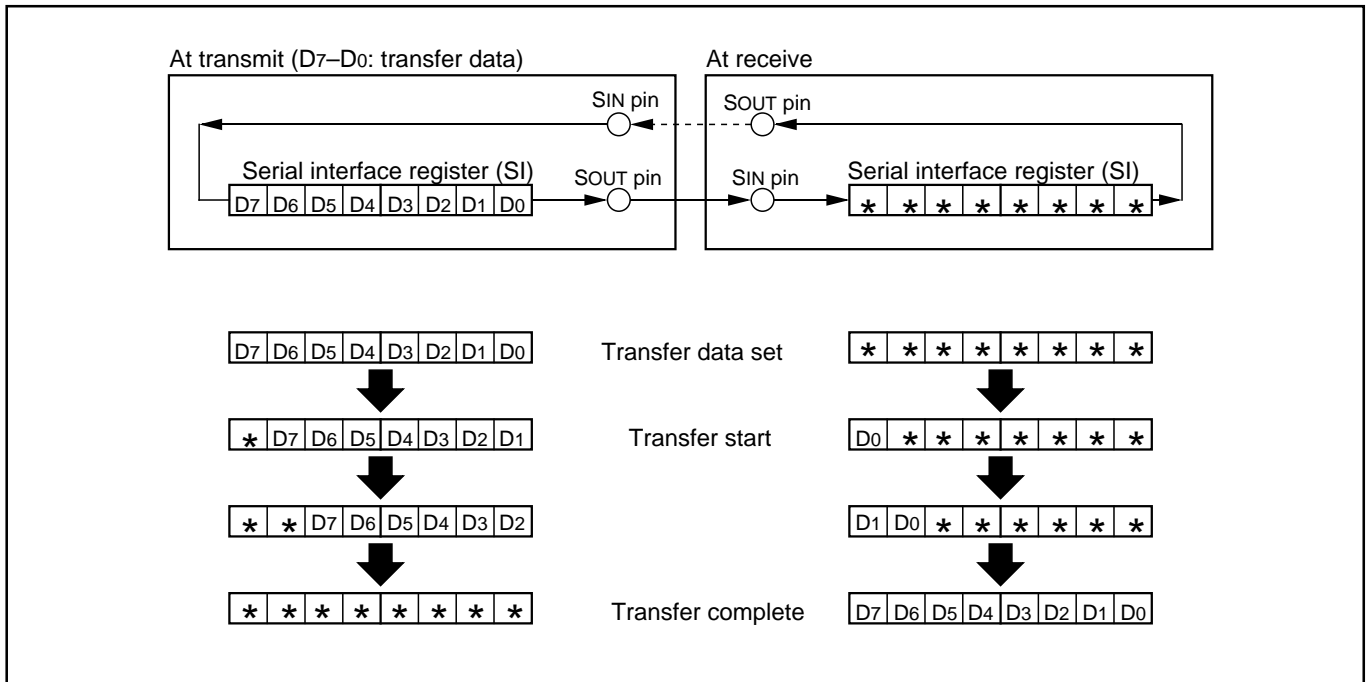 At transmit (D7–D0: transfer data) At receive
SIN pin SOUT pin
Serial interface register (SI) SOUT pin SIN pin Serial interface register (SI)
D7 D6 D5 D4 D3 D2 D1 D0 * * * * * * * *
D7 D6 D5 D4 D3 D2 D1 D0 Transfer data set * * * * * * * *
* D7 D6 D5 D4 D3 D2 D1 Transfer start D0 * * * * * * *
* * D7 D6 D5 D4 D3 D2 D1 D0 * * * * * *
* * * * * * * * Transfer complete D7 D6 D5 D4 D3 D2 D1 D0